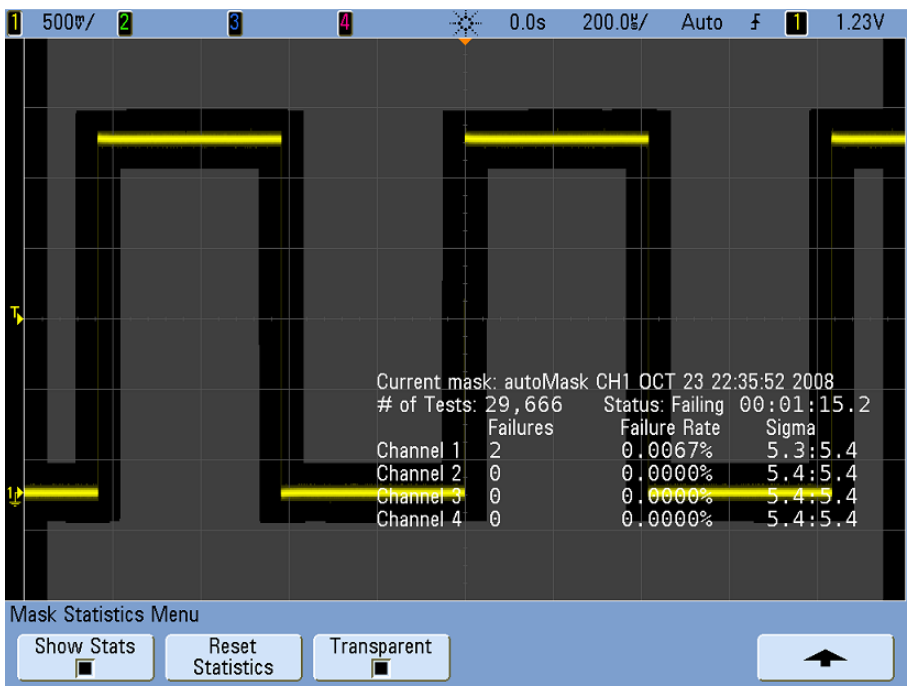 1 500mV/ 2 3 4 0.0s 200.0us/ Auto 1 1.23V
T
Current mask: autoMask CH1 OCT 23 22:35:52 2008
# of Tests: 29,666 Status: Failing 00:01:15.2
Failures Failure Rate Sigma
Channel 1 2 0.0067% 5.3:5.4
Channel 2 0 0.0000% 5.4:5.4
1
Channel 3 0 0.0000% 5.4:5.4
Channel 4 0 0.0000% 5.4:5.4
Mask Statistics Menu
Show Stats Reset Statistics Transparent